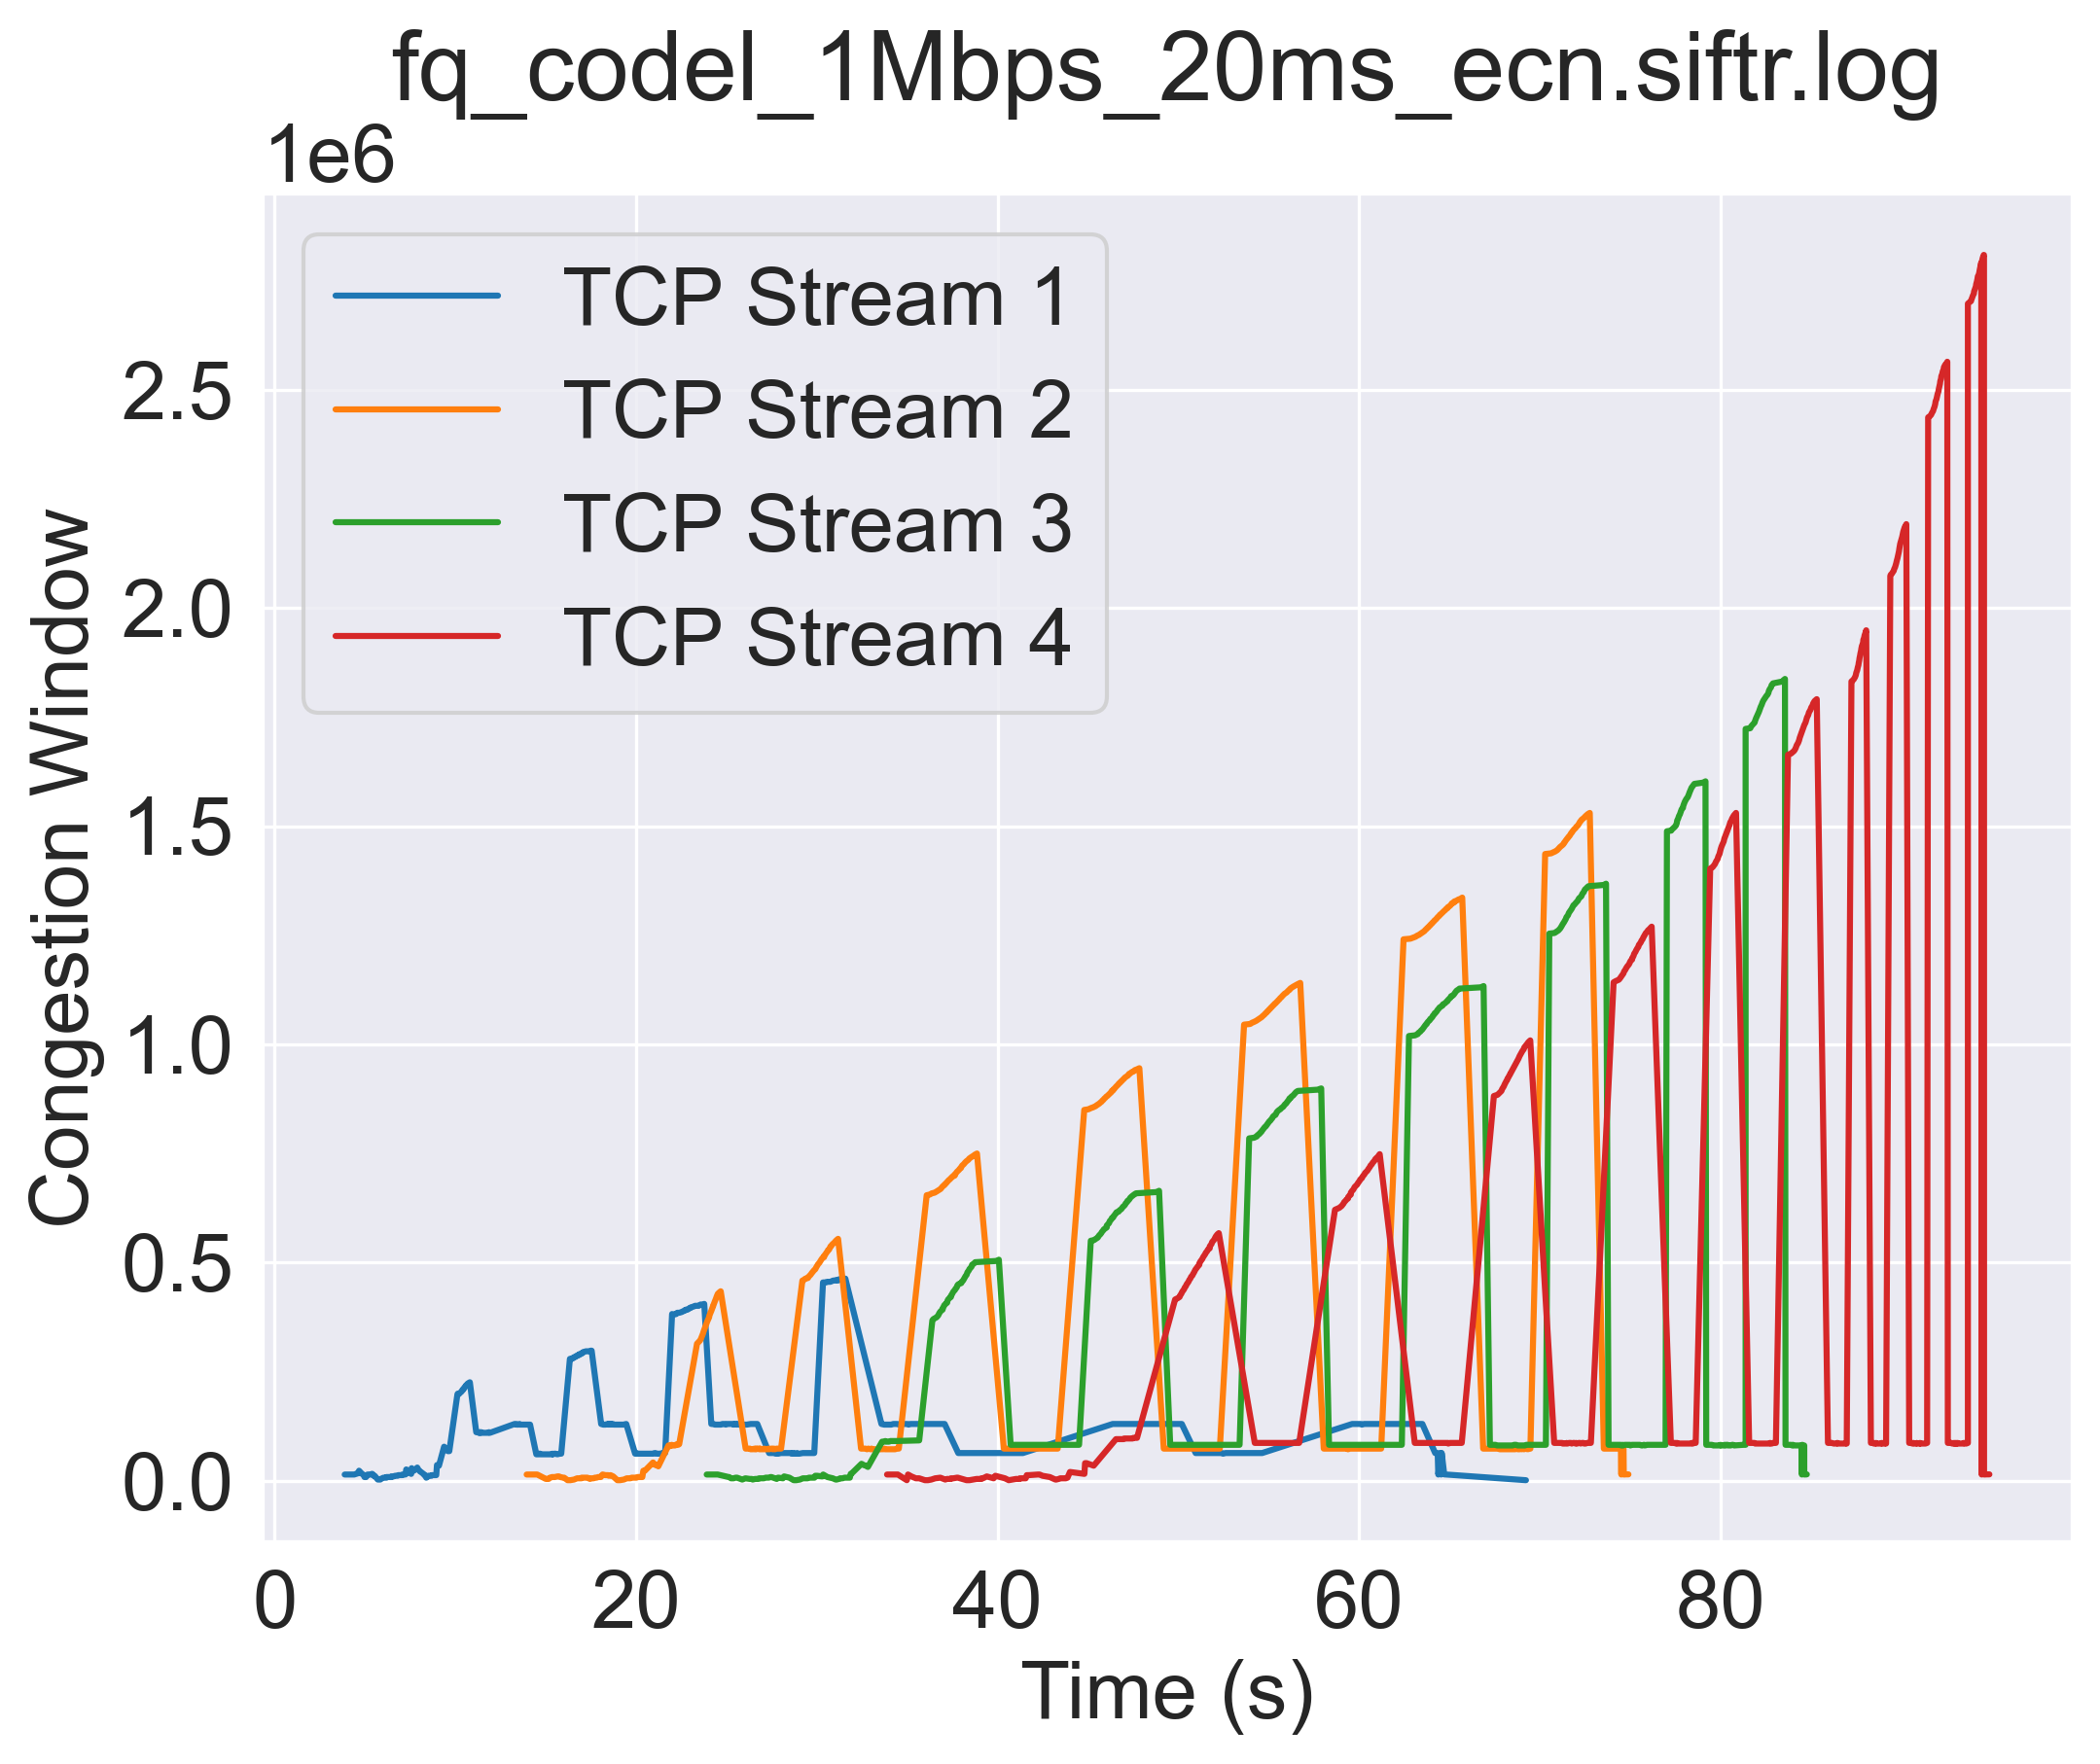 fq_codel_1Mbps_20ms_ecn.siftr.log
1e6
TCP Stream 1
TCP Stream 2
TCP Stream 3
TCP Stream 4
Congestion Window
2.5
2.0
1.5
1.0
0.5
0.0
0 20 40 60 80
Time (s)